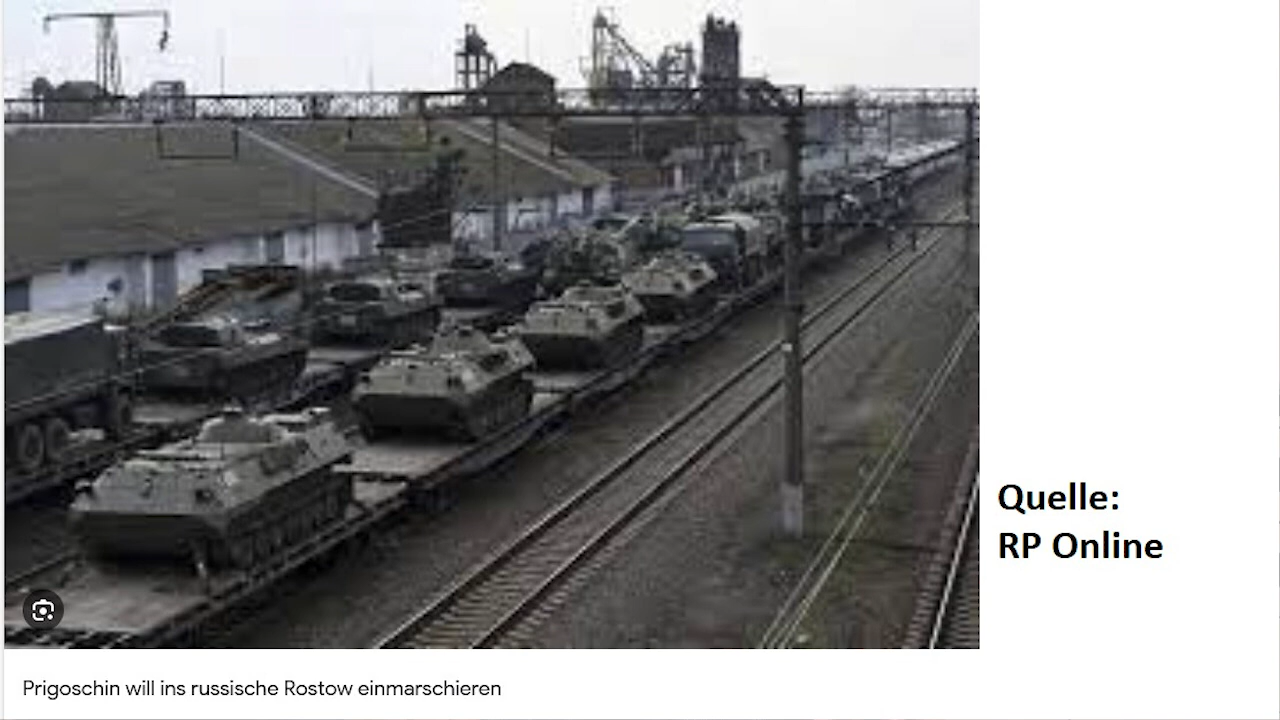 Quelle:
RP Online
Prigoschin will ins russische Rostow einmarschieren